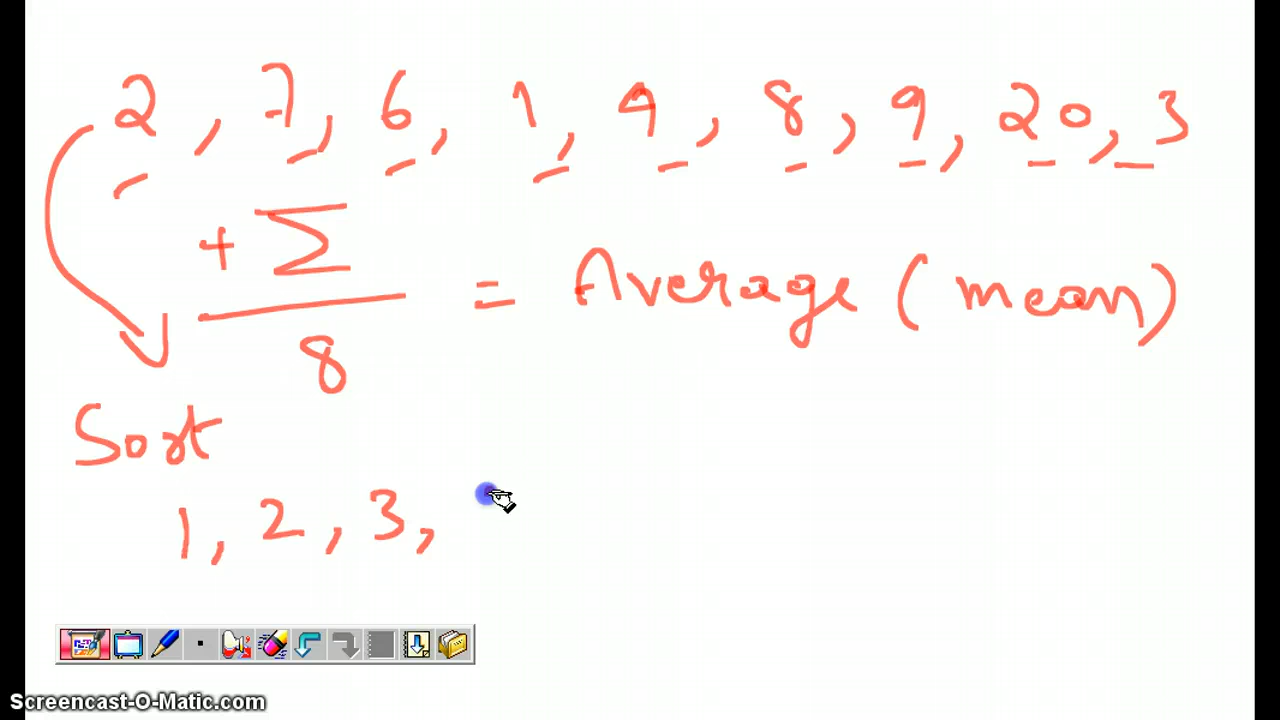 2, 7, 6, 1, 4, 8, 9, 20, 3
+ Σ
8
= Average (mean)
Sort
1, 2, 3,
Screencast-O-Matic.com